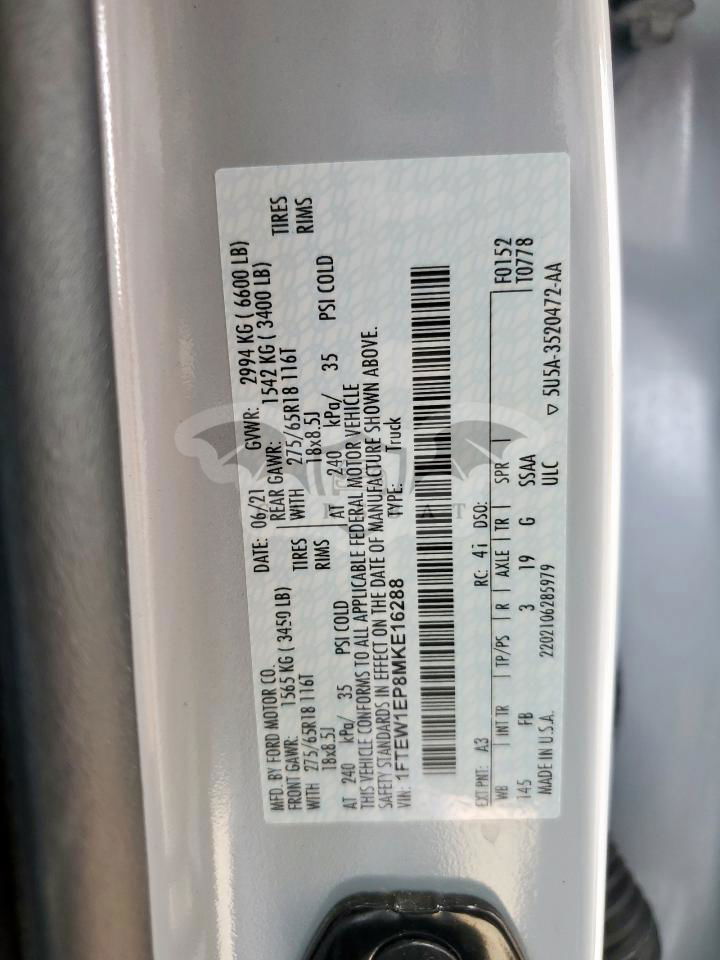 MFD. BY FORD MOTOR CO.
DATE: 06/21 GVWR: 2994 KG ( 6600 LB)
FRONT GAWR: 1565 KG ( 3450 LB) REAR GAWR: 1542 KG ( 3400 LB)
WITH 275/65R18 116T TIRES WITH 275/65R18 116T TIRES
18x8.5J RIMS 18x8.5J RIMS
AT 240 kPa/ 35 PSI COLD AT 240 kPa/ 35 PSI COLD
THIS VEHICLE CONFORMS TO ALL APPLICABLE FEDERAL MOTOR VEHICLE
SAFETY STANDARDS IN EFFECT ON THE DATE OF MANUFACTURE SHOWN ABOVE.
VIN: 1FTEW1EP8MKE16288 TYPE: Truck
EXT PNT: A3 RC: 41 DSO: F0152
WB INT TR TP/PS R AXLE TR SPR T0778
145 FB 3 19 G SSAA
MADE IN U.S.A. 2202106285979 ULC ▽ 5U5A-3520472-AA